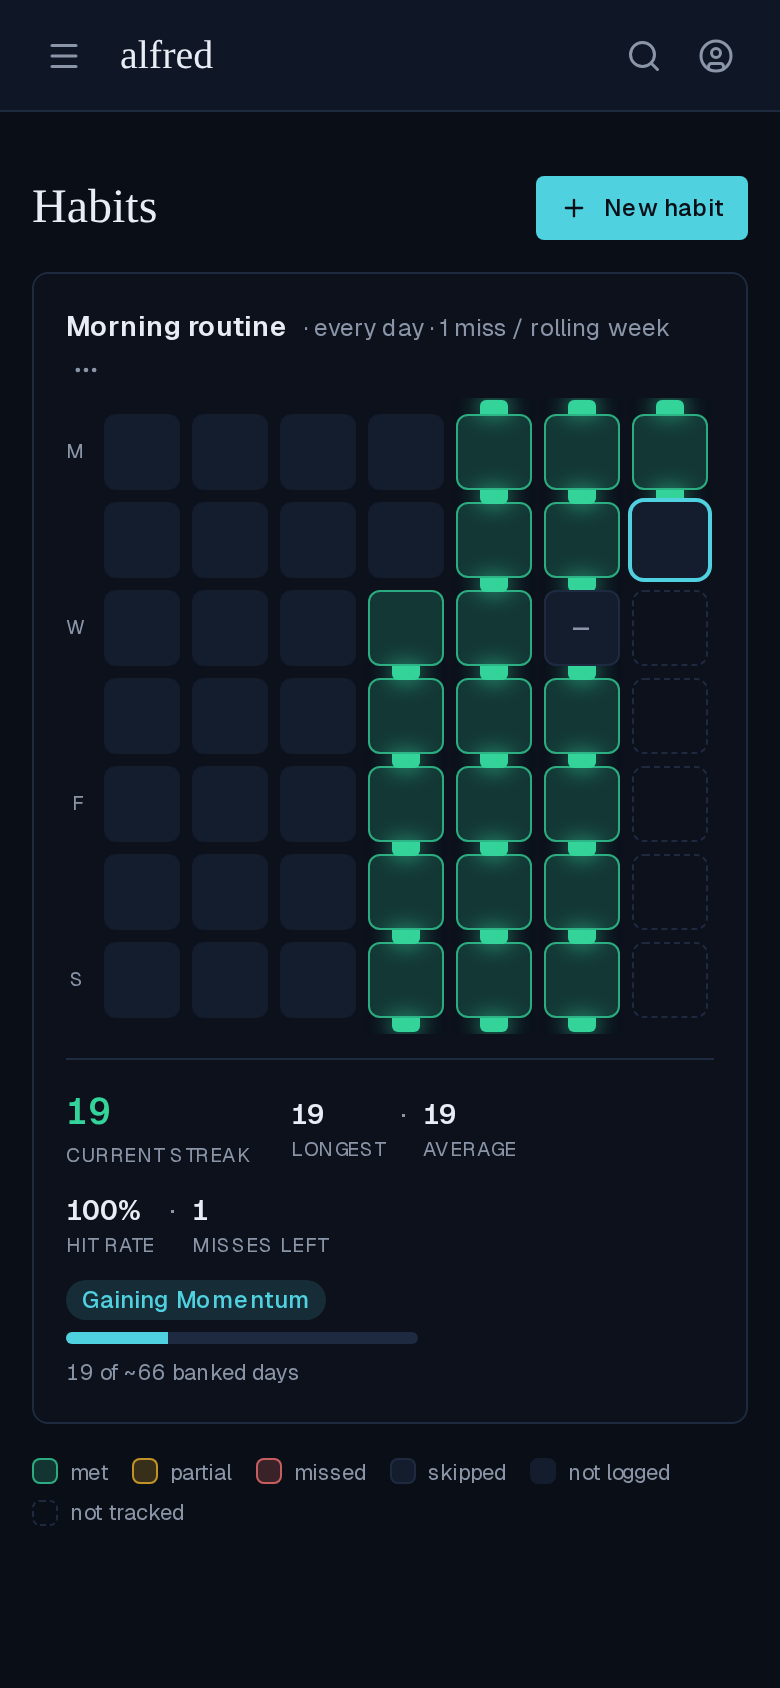 alfred
Habits
+ New habit
Morning routine · every day · 1 miss / rolling week
...
M
W
–
F
S
19 19 · 19
CURRENT STREAK LONGEST AVERAGE
100% · 1
HIT RATE MISSES LEFT
Gaining Momentum
19 of ~66 banked days
met partial missed skipped not logged
not tracked